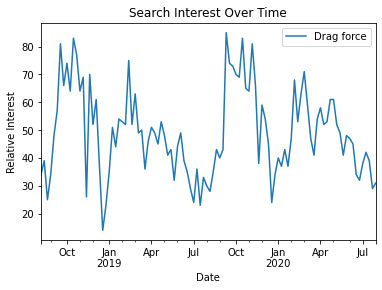 Search Interest Over Time
Drag force
Relative Interest
80
70
60
50
40
30
20
Oct Jan Apr Jul Oct Jan Apr Jul
2019 2020
Date